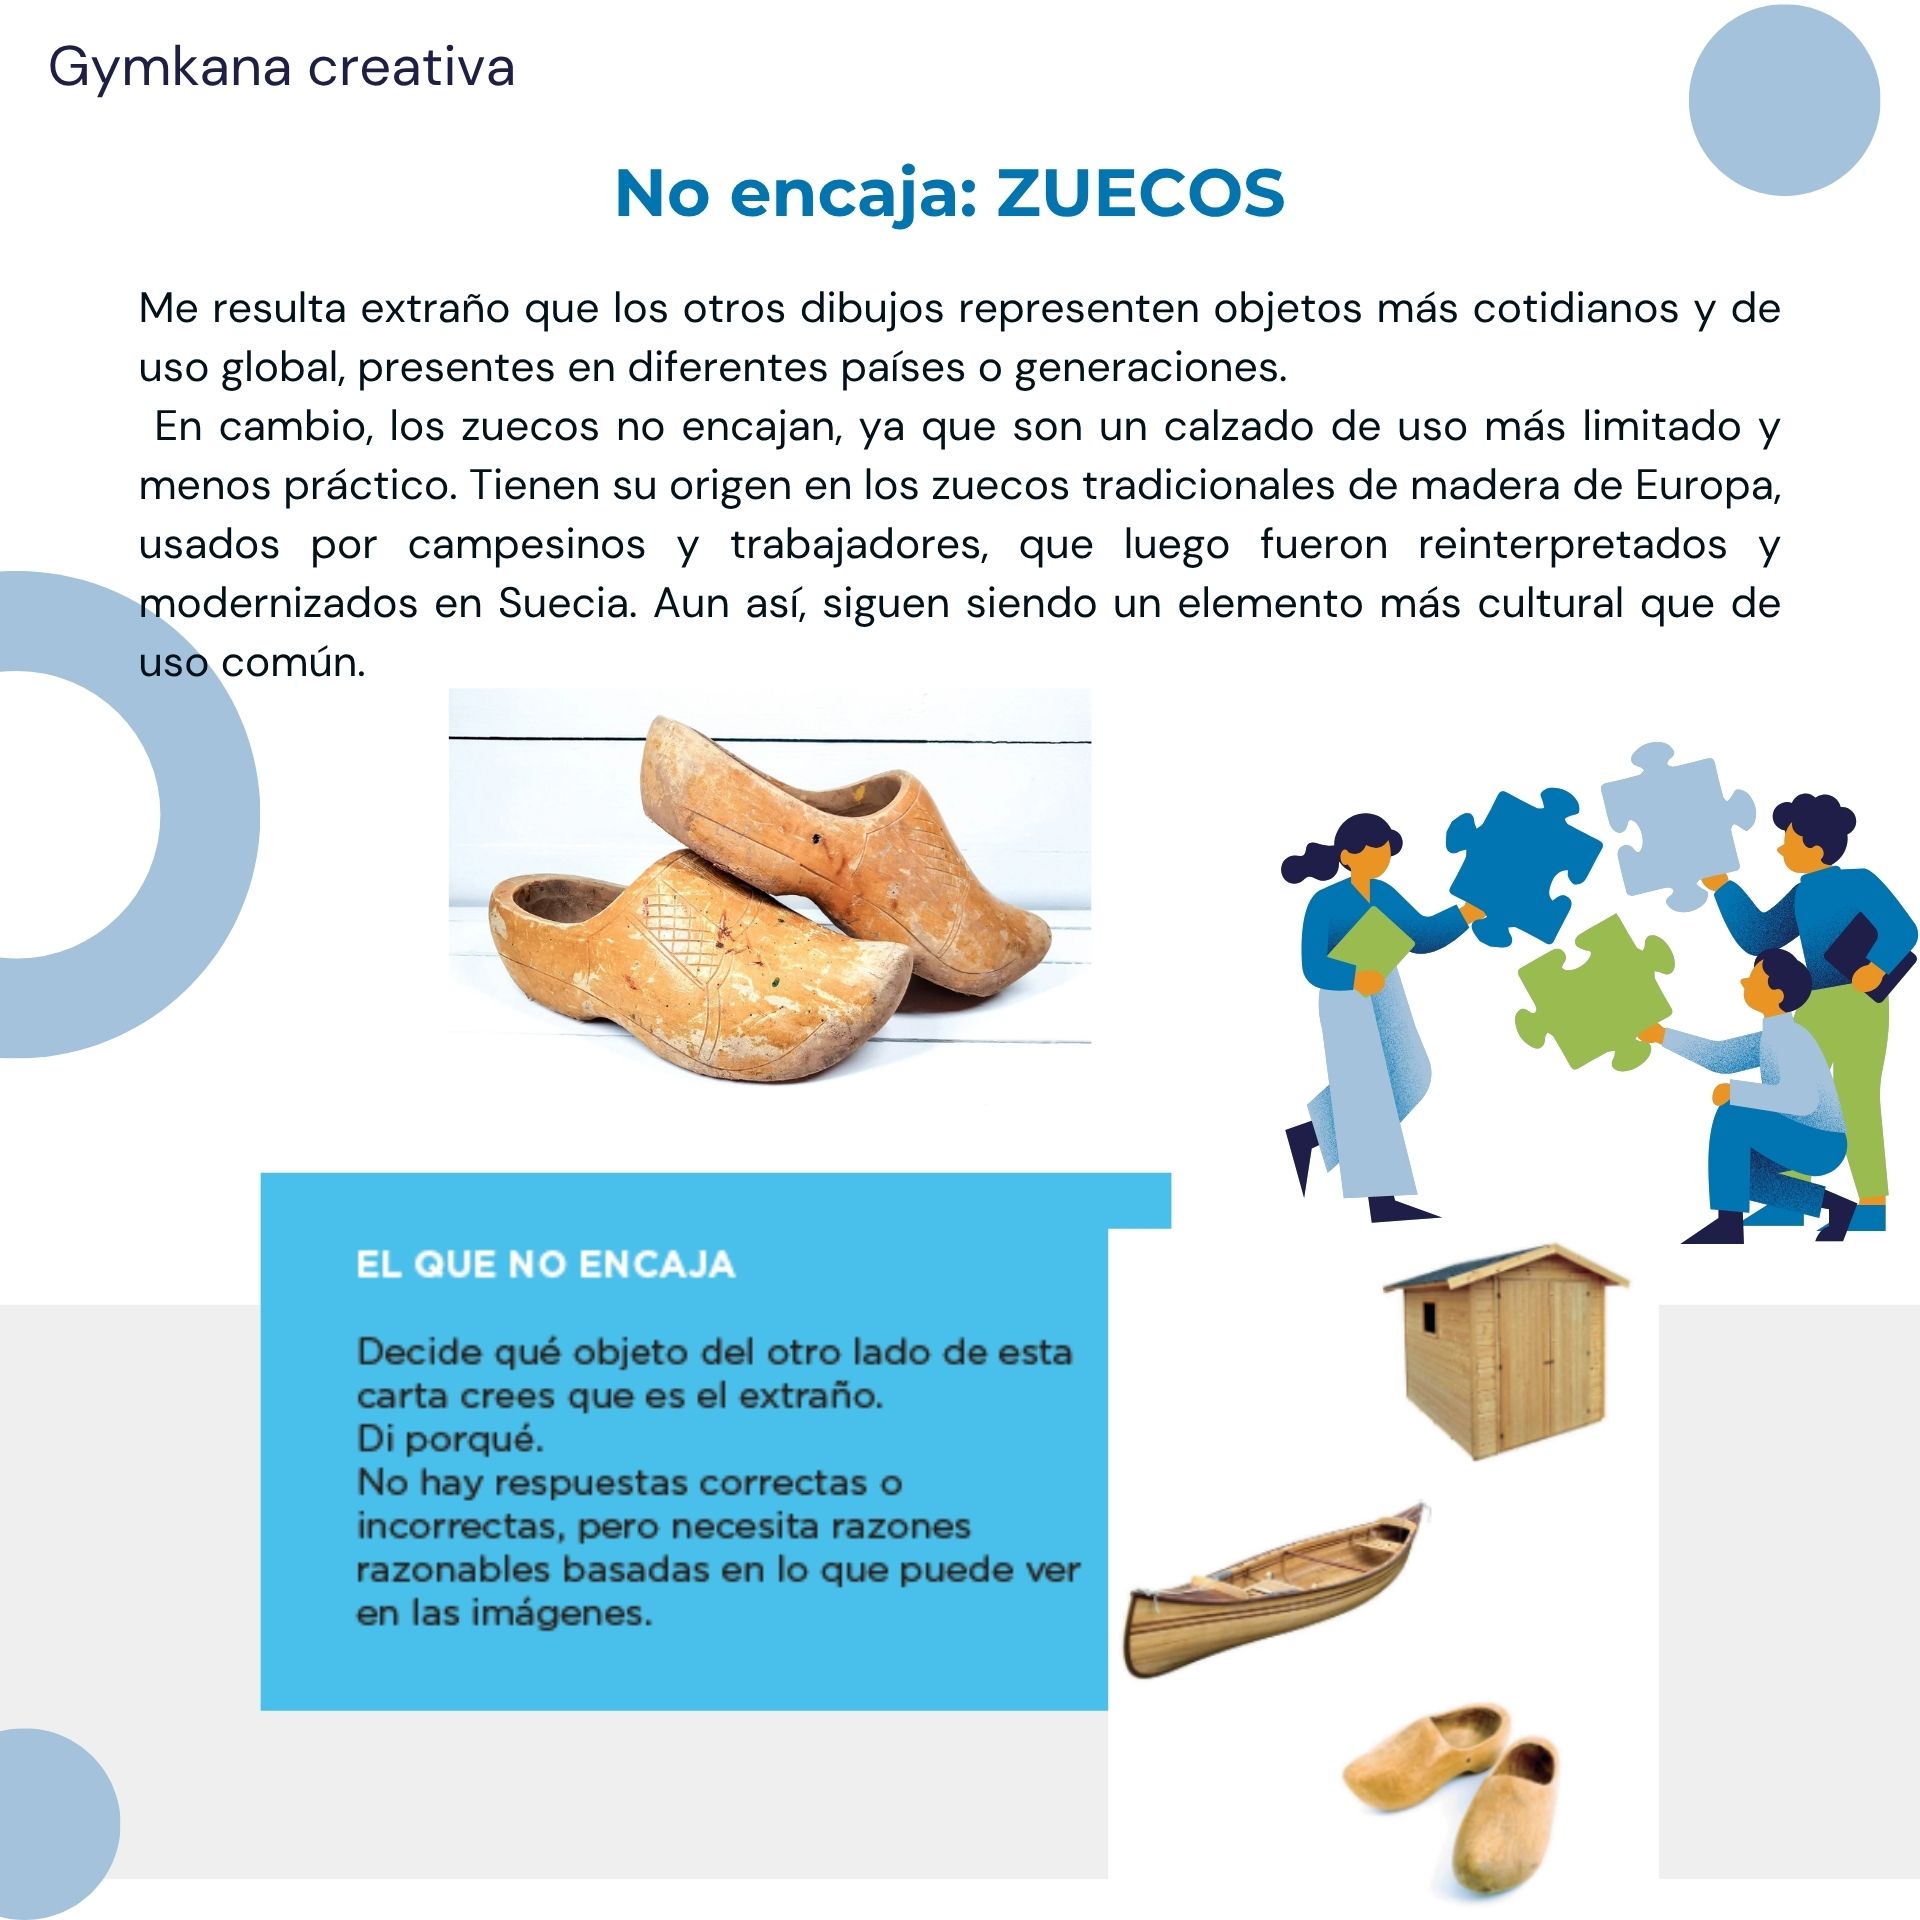 Gymkana creativa
No encaja: ZUECOS
Me resulta extraño que los otros dibujos representen objetos más cotidianos y de
uso global, presentes en diferentes países o generaciones.
En cambio, los zuecos no encajan, ya que son un calzado de uso más limitado y
menos práctico. Tienen su origen en los zuecos tradicionales de madera de Europa,
usados por campesinos y trabajadores, que luego fueron reinterpretados y
modernizados en Suecia. Aun así, siguen siendo un elemento más cultural que de
uso común.
EL QUE NO ENCAJA
Decide qué objeto del otro lado de esta
carta crees que es el extraño.
Di porqué.
No hay respuestas correctas o
incorrectas, pero necesita razones
razonables basadas en lo que puede ver
en las imágenes.